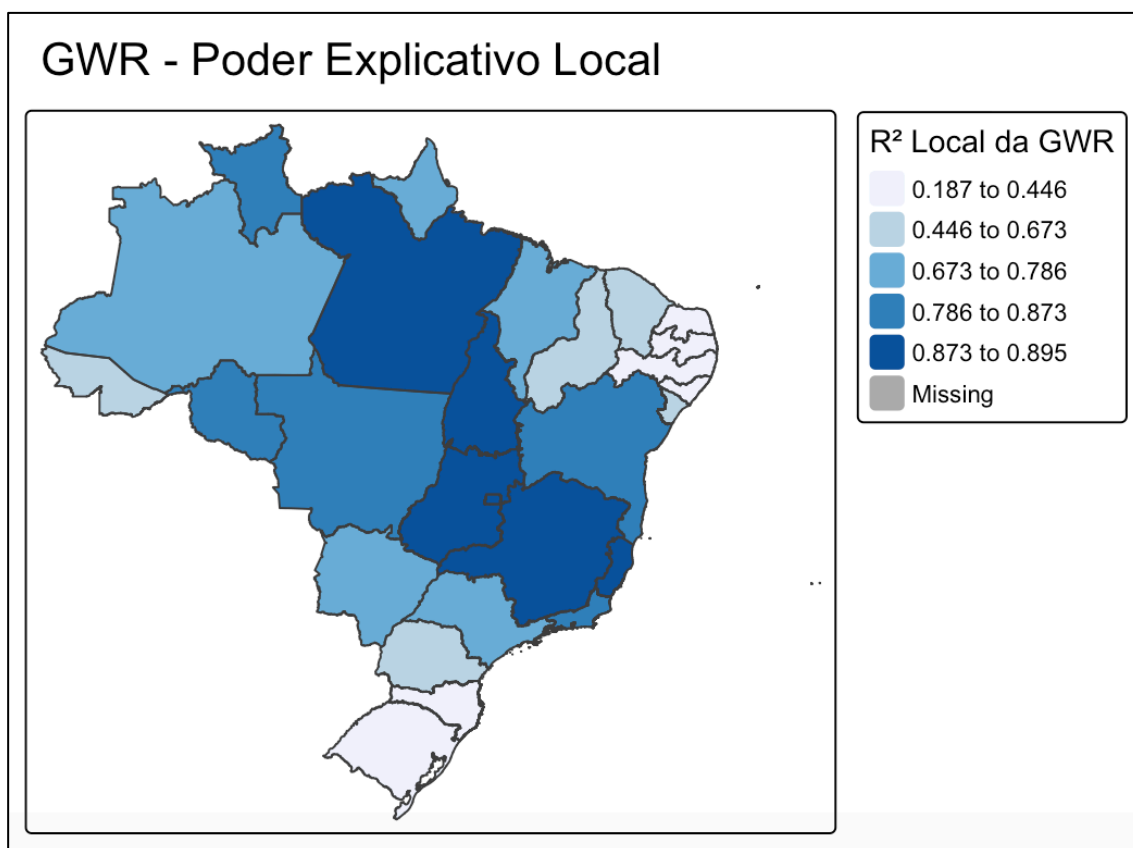 GWR - Poder Explicativo Local
R² Local da GWR
0.187 to 0.446
0.446 to 0.673
0.673 to 0.786
0.786 to 0.873
0.873 to 0.895
Missing